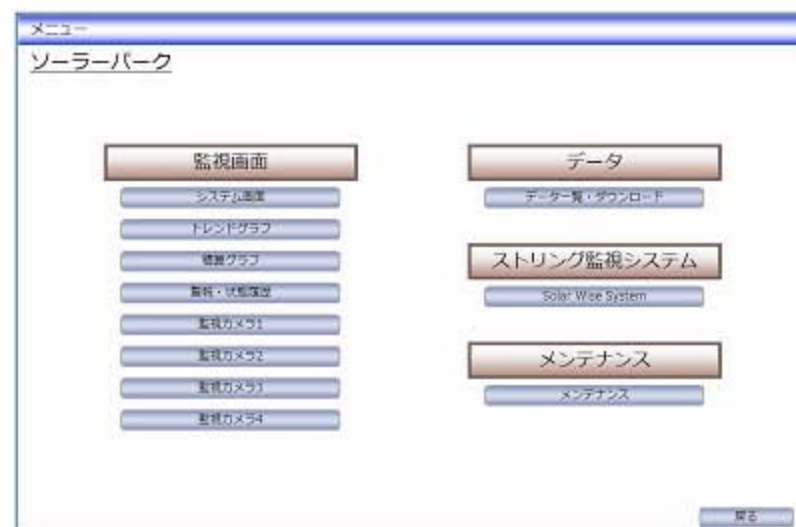 メニュー
ソーラーパーク
監視画面
システム画面
トレンドグラフ
積算グラフ
警報・状態履歴
監視カメラ1
監視カメラ2
監視カメラ3
監視カメラ4
データ
データ一覧・ダウンロード
ストリング監視システム
Solar Wise System
メンテナンス
メンテナンス
戻る